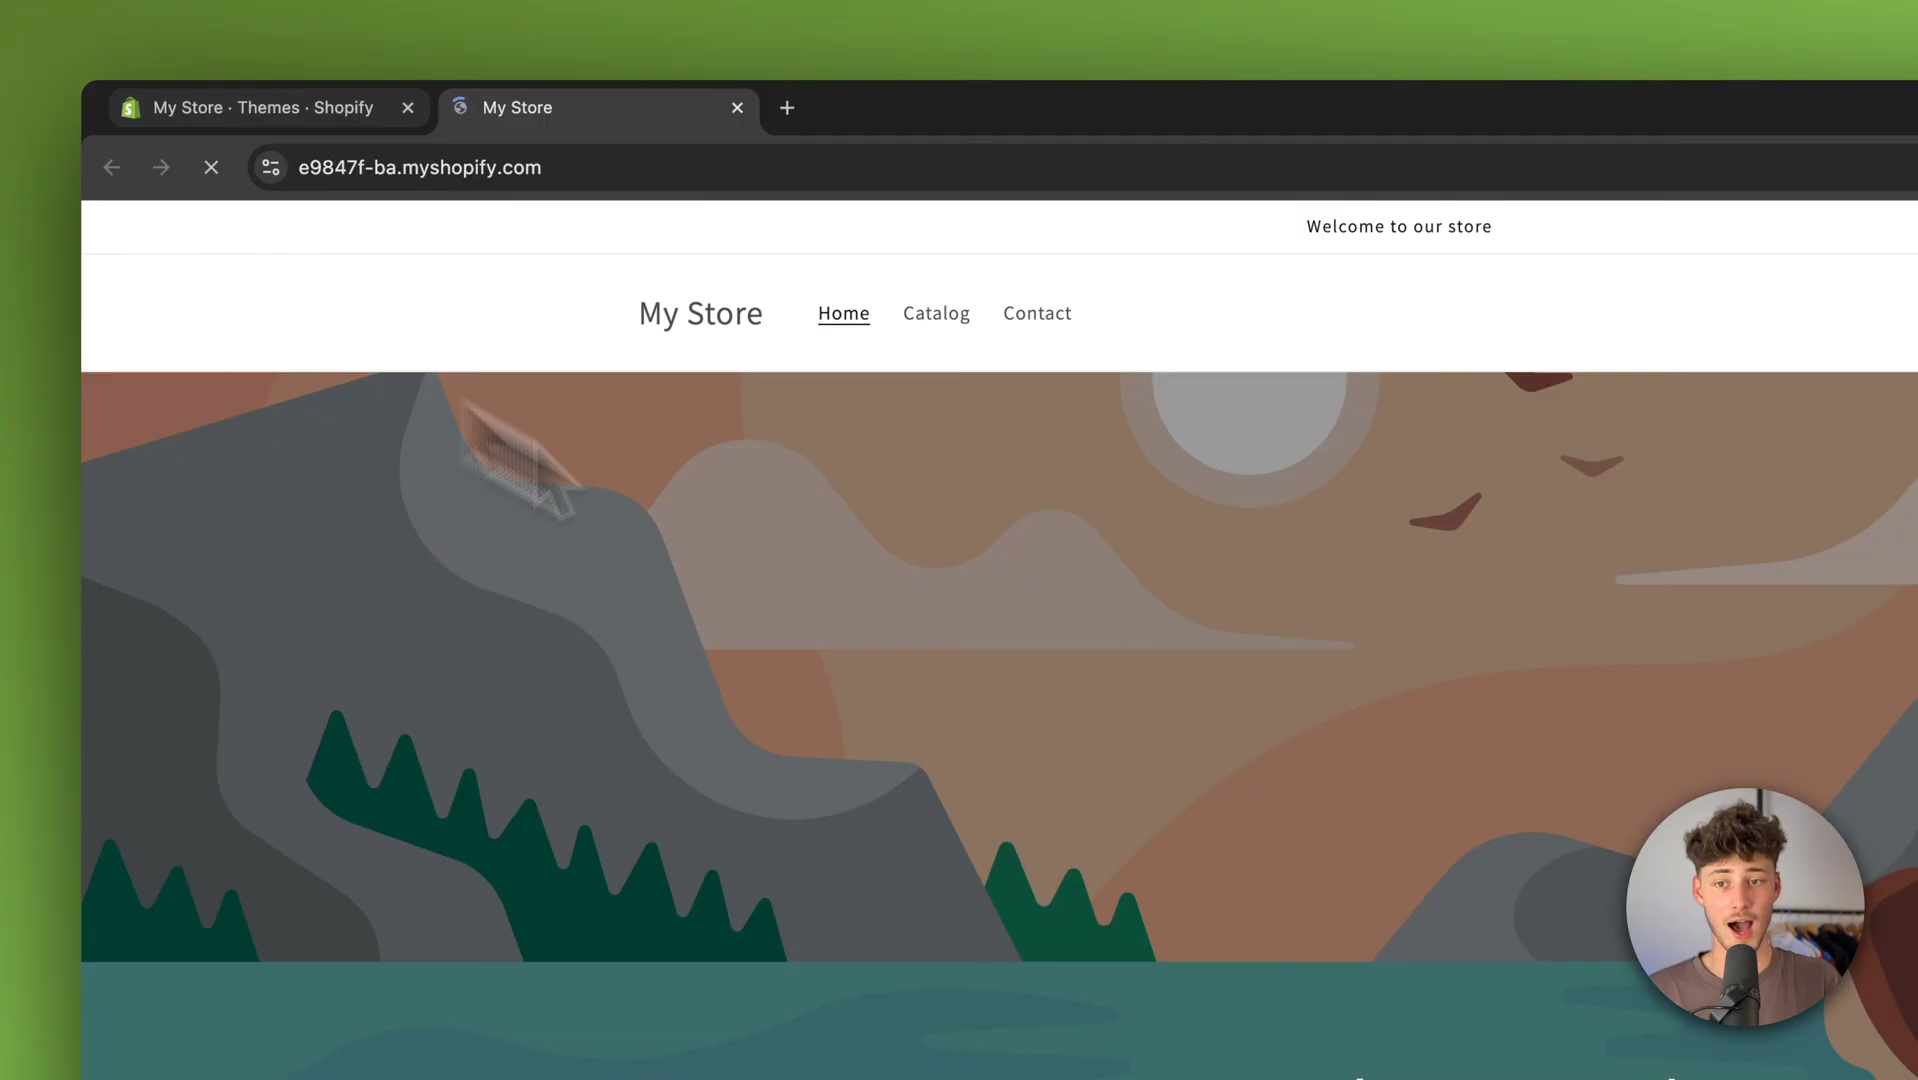 My Store · Themes · Shopify
My Store
e9847f-ba.myshopify.com
Welcome to our store
My Store
Home
Catalog
Contact